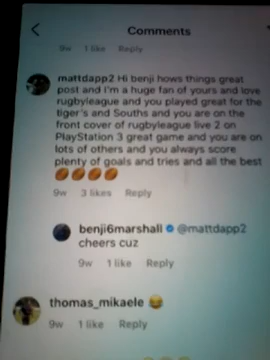 Comments
9w 1 like Reply
mattdapp2 Hi benji hows things great
post and I'm a huge fan of yours and love
rugbyleague and you played great for the
tiger's and Souths and you are on the
front cover of rugbyleague live 2 on
PlayStation 3 great game and you are on
lots of others and you always score
plenty of goals and tries and all the best
🏉🏉🏉🏉
9w 3 likes Reply
benji6marshall @mattdapp2
cheers cuz
9w 1 like Reply
thomas_mikaele 😂
9w 1 like Reply